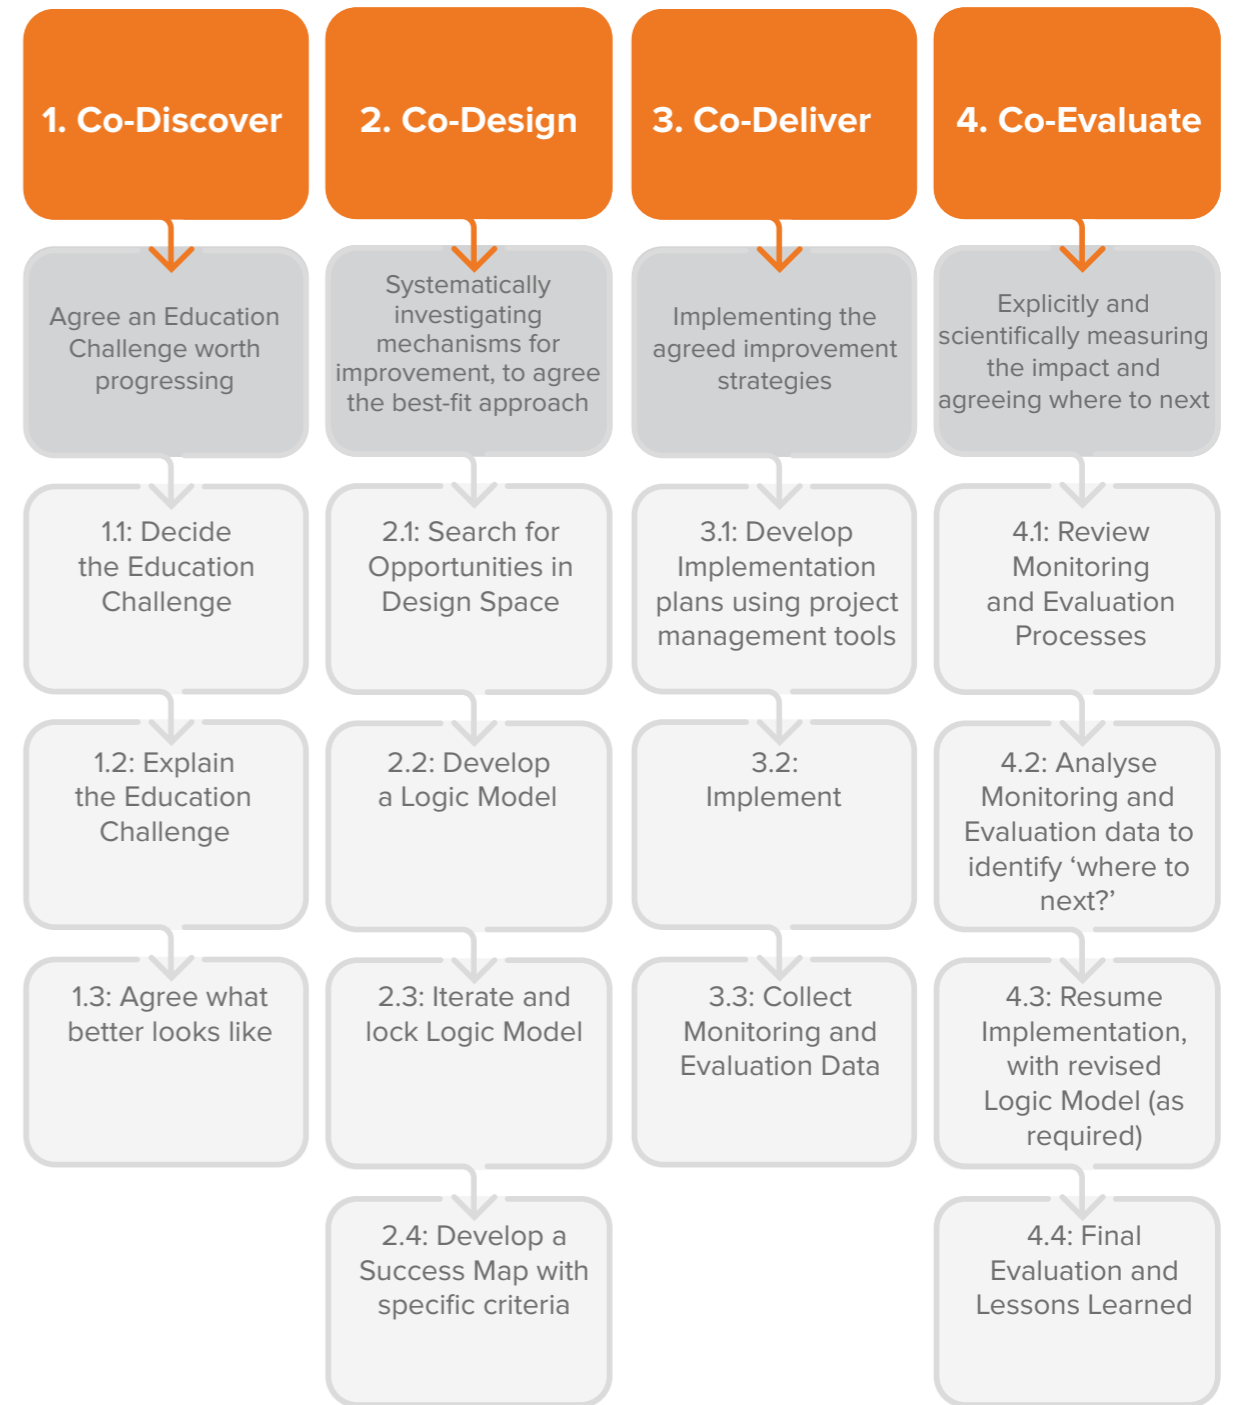 1. Co-Discover
Agree an Education
Challenge worth
progressing
1.1: Decide
the Education
Challenge
1.2: Explain
the Education
Challenge
1.3: Agree what
better looks like
2. Co-Design
Systematically
investigating
mechanisms for
improvement, to agree
the best-fit approach
2.1: Search for
Opportunities in
Design Space
2.2: Develop
a Logic Model
2.3: Iterate and
lock Logic Model
2.4: Develop a
Success Map with
specific criteria
3. Co-Deliver
Implementing the
agreed improvement
strategies
3.1: Develop
Implementation
plans using project
management tools
3.2:
Implement
3.3: Collect
Monitoring and
Evaluation Data
4. Co-Evaluate
Explicitly and
scientifically measuring
the impact and
agreeing where to next
4.1: Review
Monitoring
and Evaluation
Processes
4.2: Analyse
Monitoring and
Evaluation data to
identify ‘where to
next?’
4.3: Resume
Implementation,
with revised
Logic Model (as
required)
4.4: Final
Evaluation and
Lessons Learned